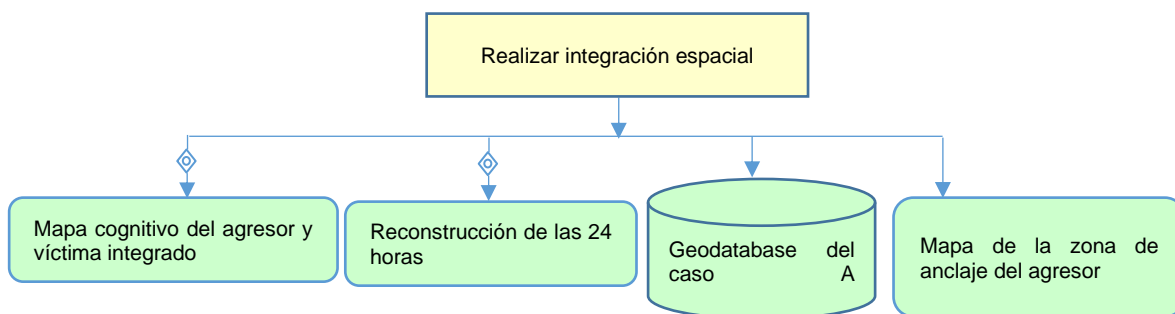 Realizar integración espacial
Mapa cognitivo del agresor y
víctima integrado
Reconstrucción de las 24
horas
Geodatabase del
caso A
Mapa de la zona de
anclaje del agresor